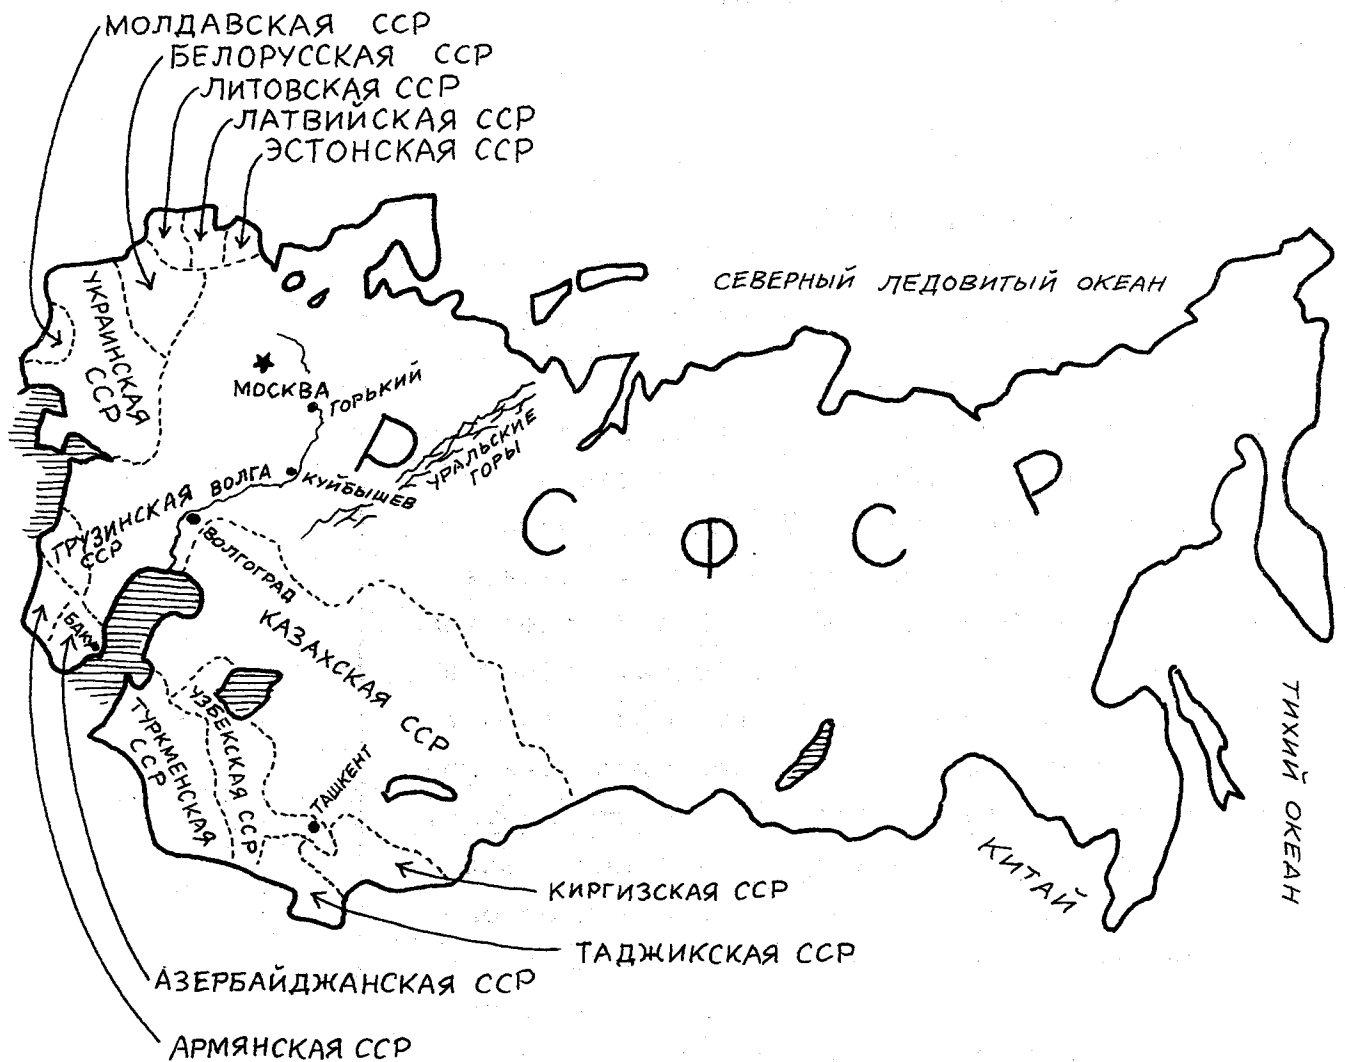 МОЛДАВСКАЯ ССР
БЕЛОРУССКАЯ ССР
ЛИТОВСКАЯ ССР
ЛАТВИЙСКАЯ ССР
ЭСТОНСКАЯ ССР
СЕВЕРНЫЙ ЛЕДОВИТЫЙ ОКЕАН
УКРАИНСКАЯ
ССР
МОСКВА
ГОРЬКИЙ
Р С Ф С Р
УРАЛЬСКИЕ
ГОРЫ
ВОЛГА
КУЙБЫШЕВ
ГРУЗИНСКАЯ
ССР
ВОЛГОГРАД
БАКУ
КАЗАХСКАЯ ССР
УЗБЕКСКАЯ ССР
ТУРКМЕНСКАЯ
ССР
ТАШКЕНТ
ТИХИЙ ОКЕАН
КИТАЙ
КИРГИЗСКАЯ ССР
ТАДЖИКСКАЯ ССР
АЗЕРБАЙДЖАНСКАЯ ССР
АРМЯНСКАЯ ССР